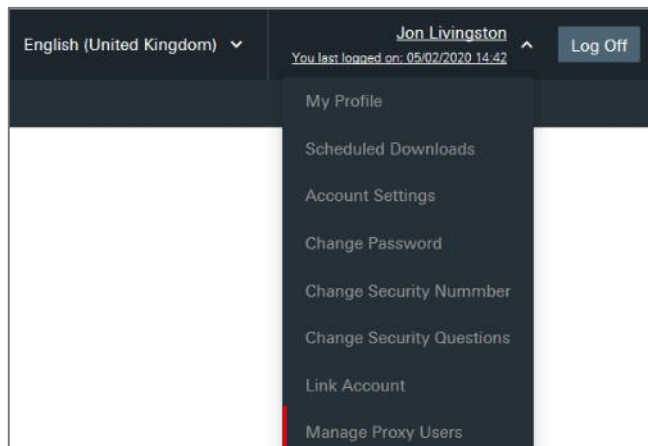 English (United Kingdom)
Jon Livingston
You last logged on: 05/02/2020 14:42
Log Off
My Profile
Scheduled Downloads
Account Settings
Change Password
Change Security Nummber
Change Security Questions
Link Account
Manage Proxy Users